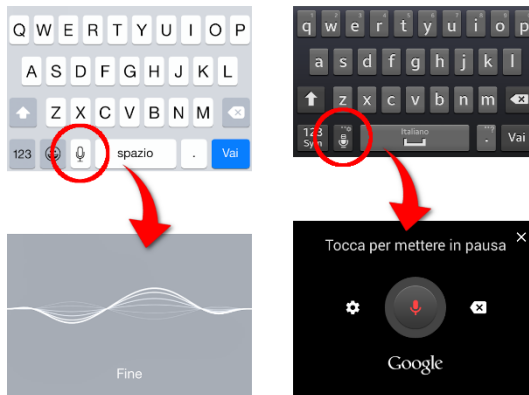 Q W E R T Y U I O P
A S D F G H J K L
Z X C V B N M
123 spazio . Vai
Fine
q w e r t y u i o p
a s d f g h j k l
z x c v b n m
123 Sym Italiano . Vai
Tocca per mettere in pausa
Google